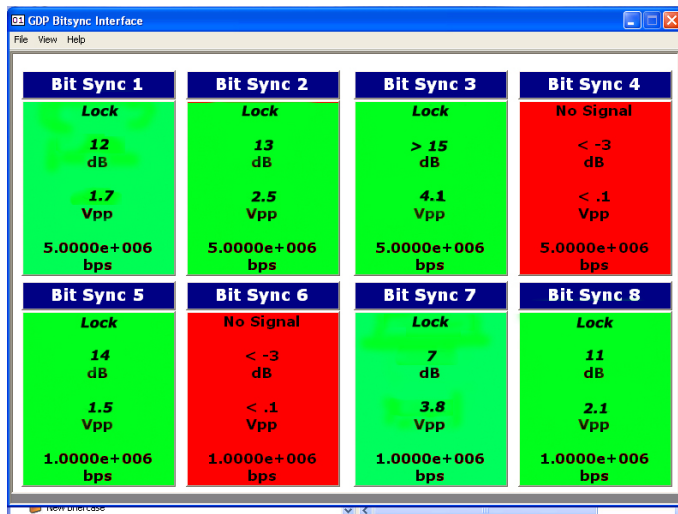 GDP Bitsync Interface
File View Help
Bit Sync 1
Lock
12
dB
1.7
Vpp
5.0000e+006
bps
Bit Sync 2
Lock
13
dB
2.5
Vpp
5.0000e+006
bps
Bit Sync 3
Lock
> 15
dB
4.1
Vpp
5.0000e+006
bps
Bit Sync 4
No Signal
< -3
dB
< .1
Vpp
5.0000e+006
bps
Bit Sync 5
Lock
14
dB
1.5
Vpp
1.0000e+006
bps
Bit Sync 6
No Signal
< -3
dB
< .1
Vpp
1.0000e+006
bps
Bit Sync 7
Lock
7
dB
3.8
Vpp
1.0000e+006
bps
Bit Sync 8
Lock
11
dB
2.1
Vpp
1.0000e+006
bps
New Briefcase